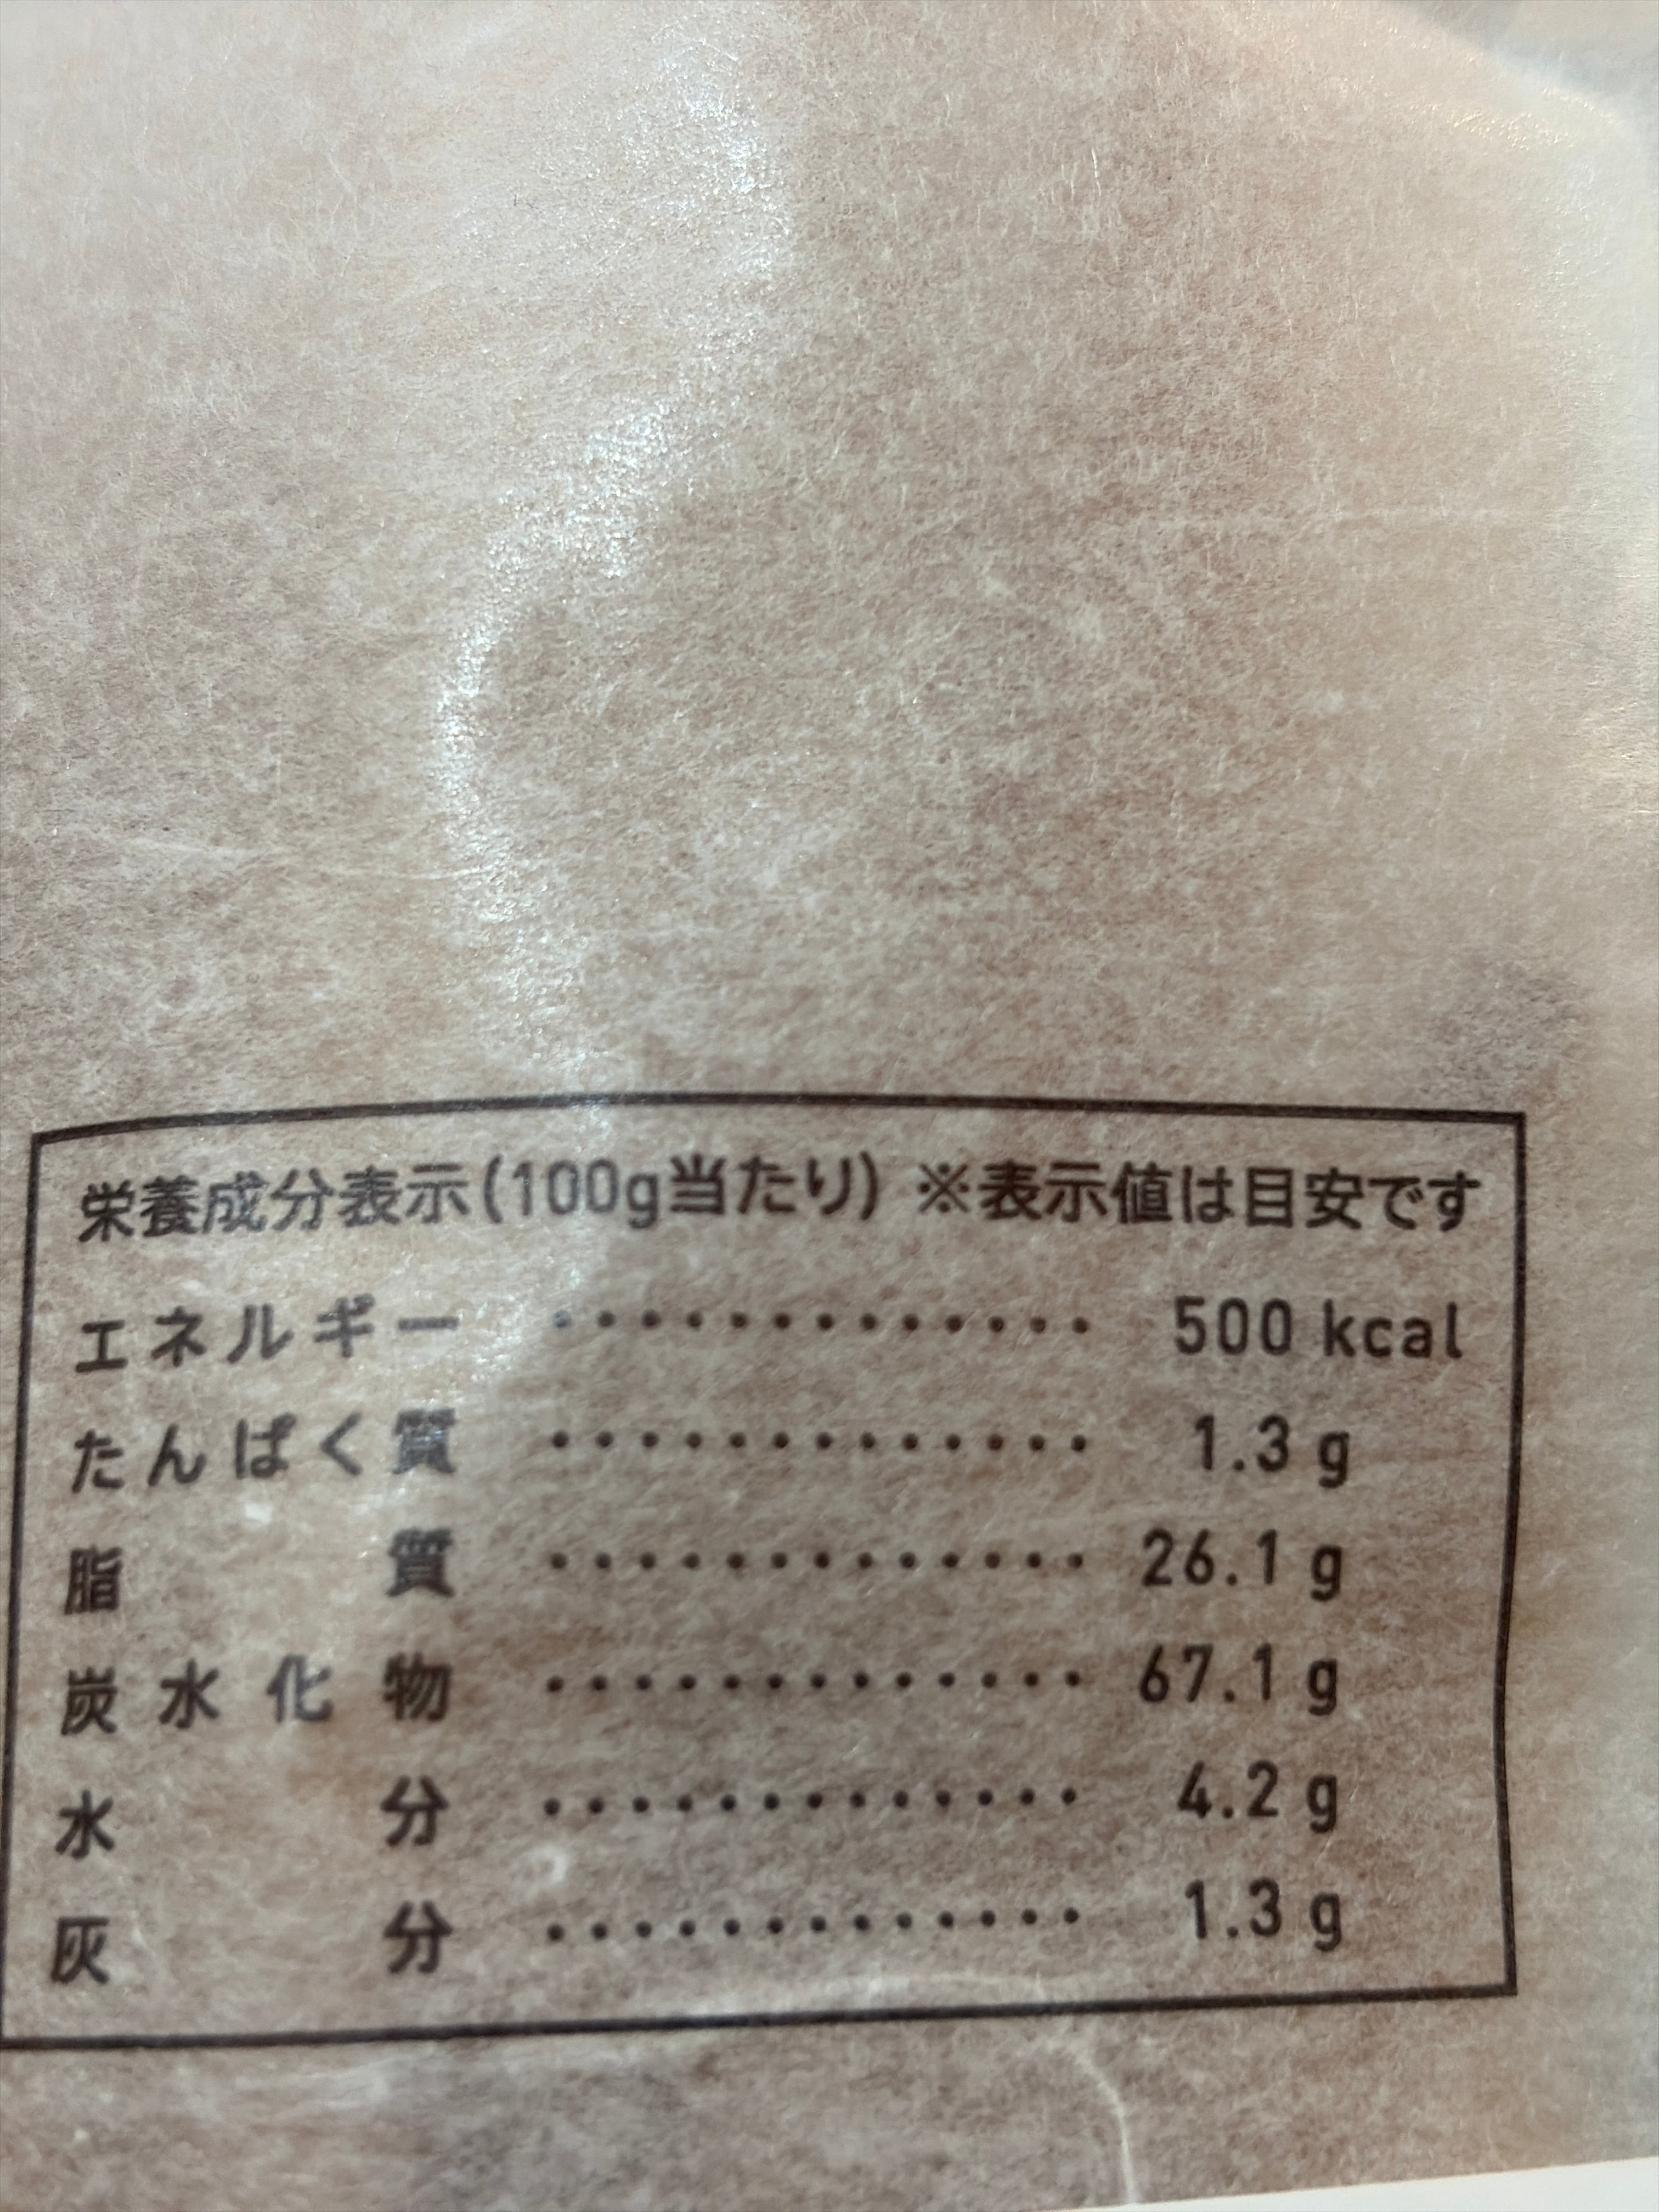 栄養成分表示(100g当たり) ※表示値は目安です
エネルギー ・・・・・・・・・・・・・ 500 kcal
たんぱく質 ・・・・・・・・・・・・・ 1.3 g
脂質 ・・・・・・・・・・・・・ 26.1 g
炭水化物 ・・・・・・・・・・・・・ 67.1 g
水分 ・・・・・・・・・・・・・ 4.2 g
灰分 ・・・・・・・・・・・・・ 1.3 g